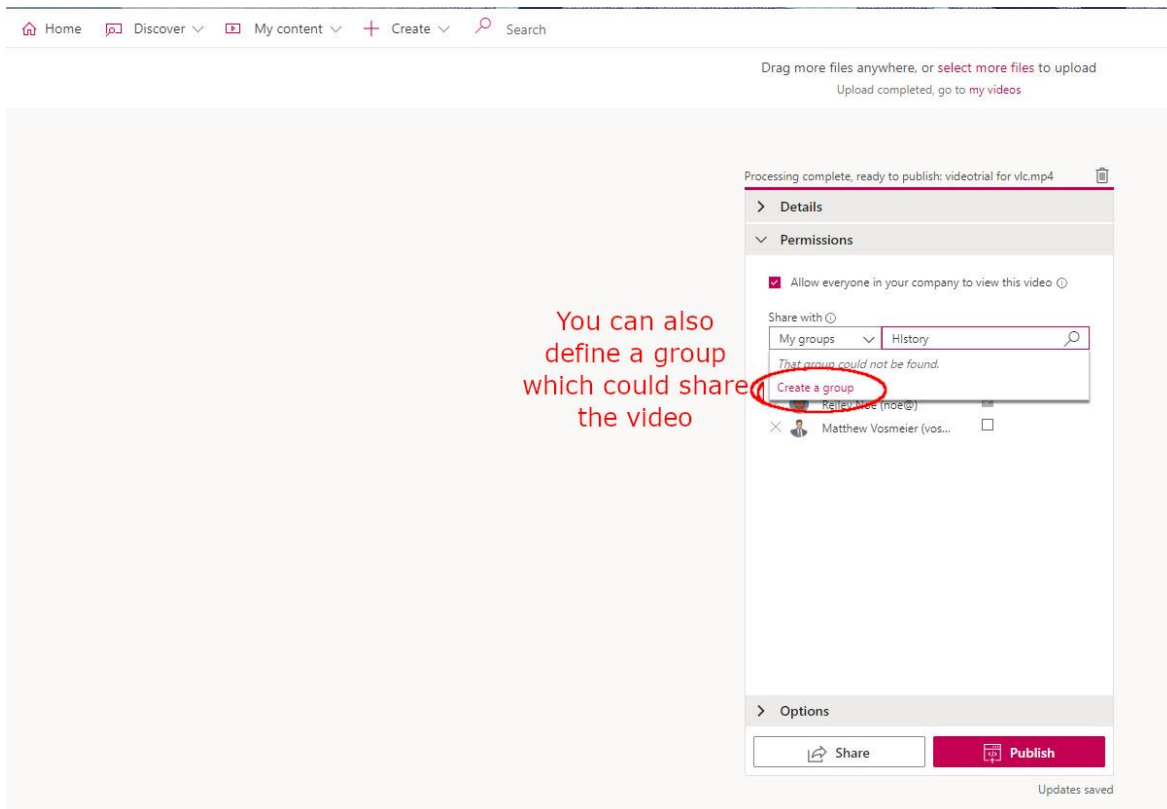 Home Discover My content Create Search
Drag more files anywhere, or select more files to upload
Upload completed, go to my videos
Processing complete, ready to publish: videotrial for vlc.mp4
Details
Permissions
Allow everyone in your company to view this video
Share with
My groups HIstory
That group could not be found.
Create a group
Reiley Noe (noe@)
Matthew Vosmeier (vos...
You can also
define a group
which could share
the video
Options
Share Publish
Updates saved